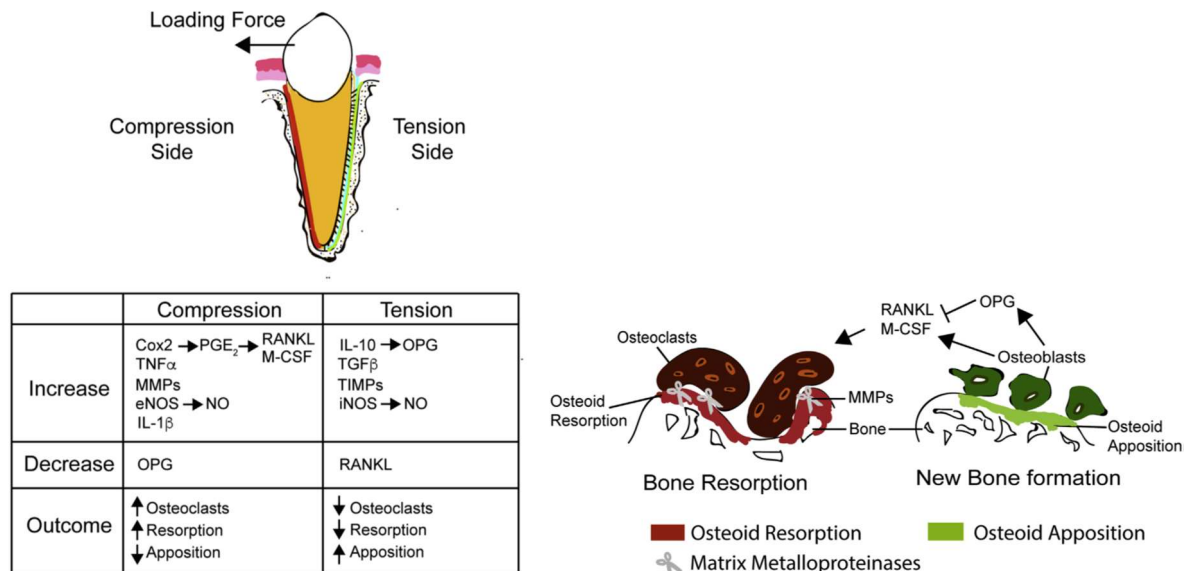 Loading Force
Compression
Side
Tension
Side
Compression
Tension
Increase
Cox2 → PGE₂ → RANKL
M-CSF
TNFα
MMPs
eNOS → NO
IL-1β
IL-10 → OPG
TGFβ
TIMPs
iNOS → NO
Decrease
OPG
RANKL
Outcome
↑ Osteoclasts
↑ Resorption
↓ Apposition
↓ Osteoclasts
↓ Resorption
↑ Apposition
RANKL
M-CSF
OPG
Osteoclasts
Osteoblasts
Osteoid
Resorption
MMPs
Bone
Osteoid
Apposition
Bone Resorption
New Bone formation
Osteoid Resorption
Osteoid Apposition
Matrix Metalloproteinases